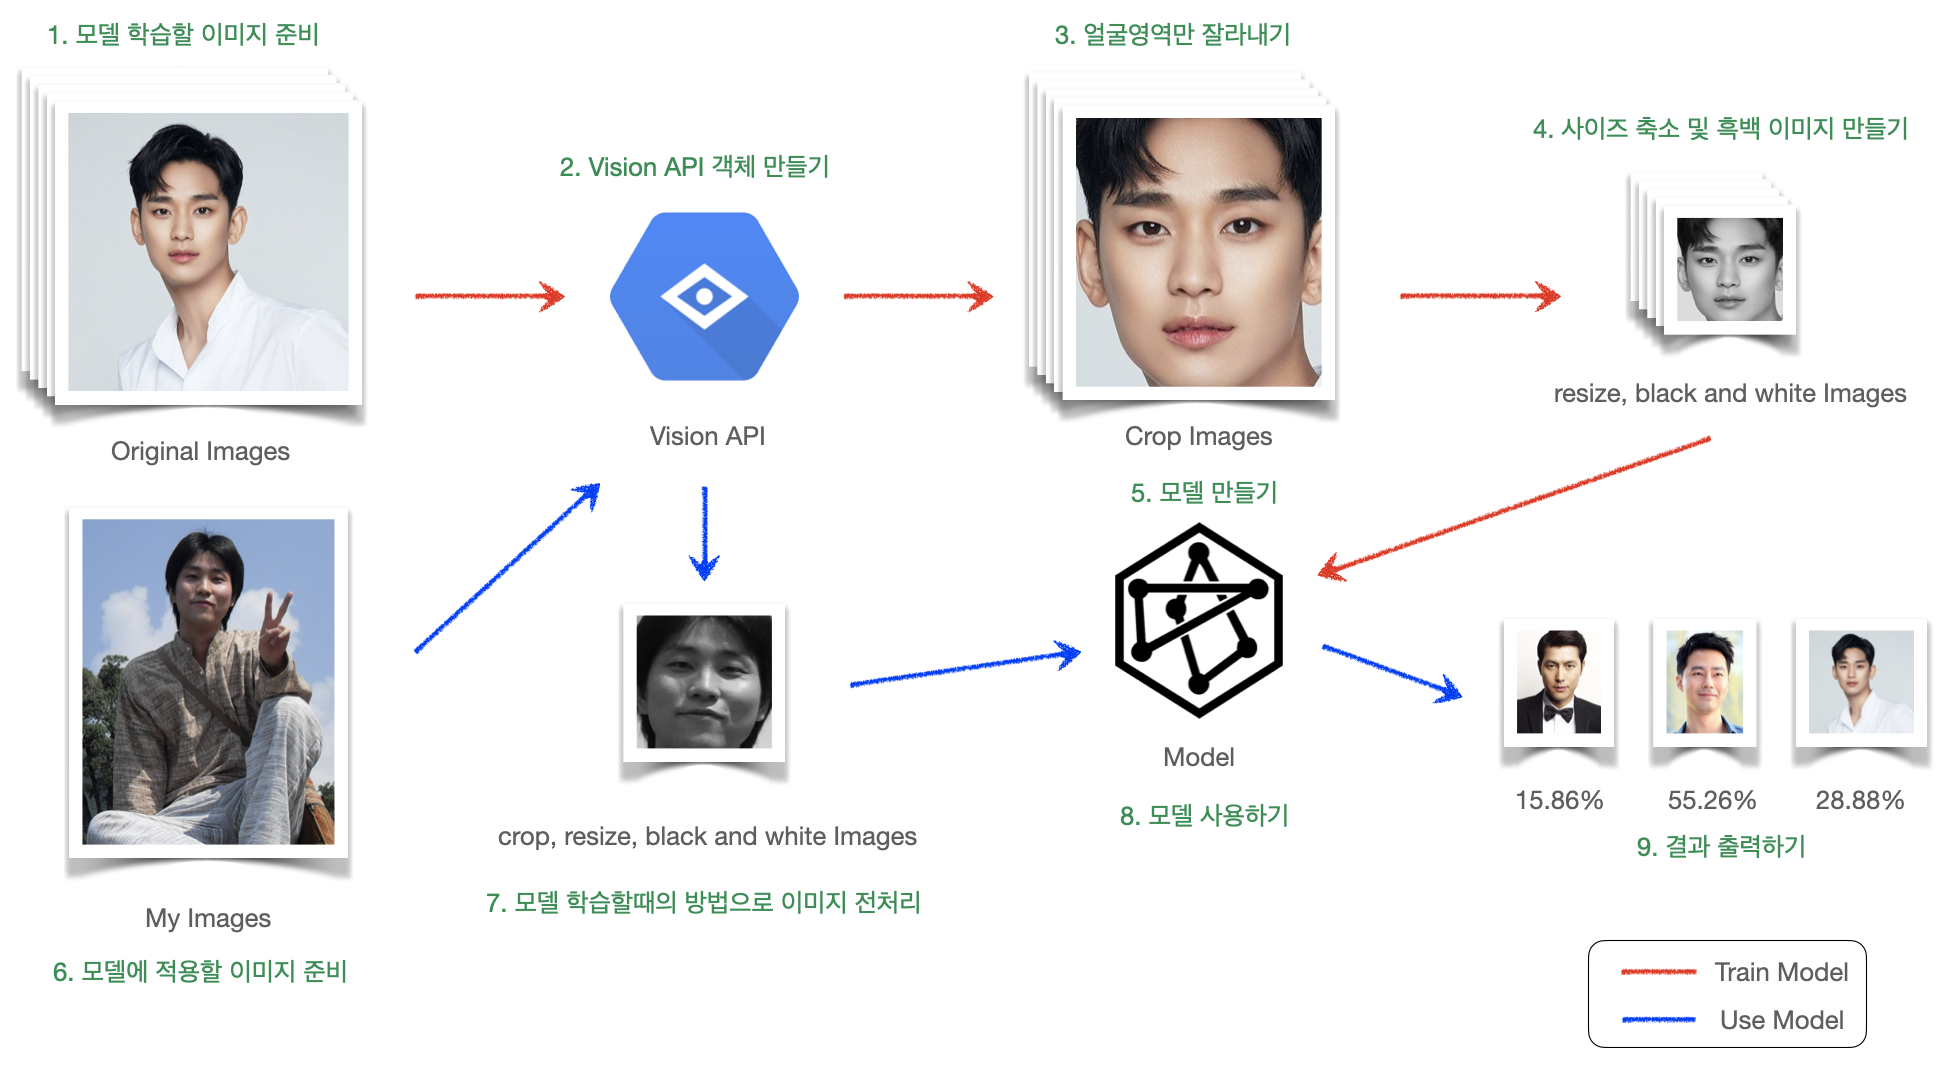 1. 모델 학습할 이미지 준비
Original Images
2. Vision API 객체 만들기
Vision API
3. 얼굴영역만 잘라내기
Crop Images
4. 사이즈 축소 및 흑백 이미지 만들기
resize, black and white Images
5. 모델 만들기
Model
My Images
6. 모델에 적용할 이미지 준비
crop, resize, black and white Images
7. 모델 학습할때의 방법으로 이미지 전처리
8. 모델 사용하기
15.86%
55.26%
28.88%
9. 결과 출력하기
Train Model
Use Model